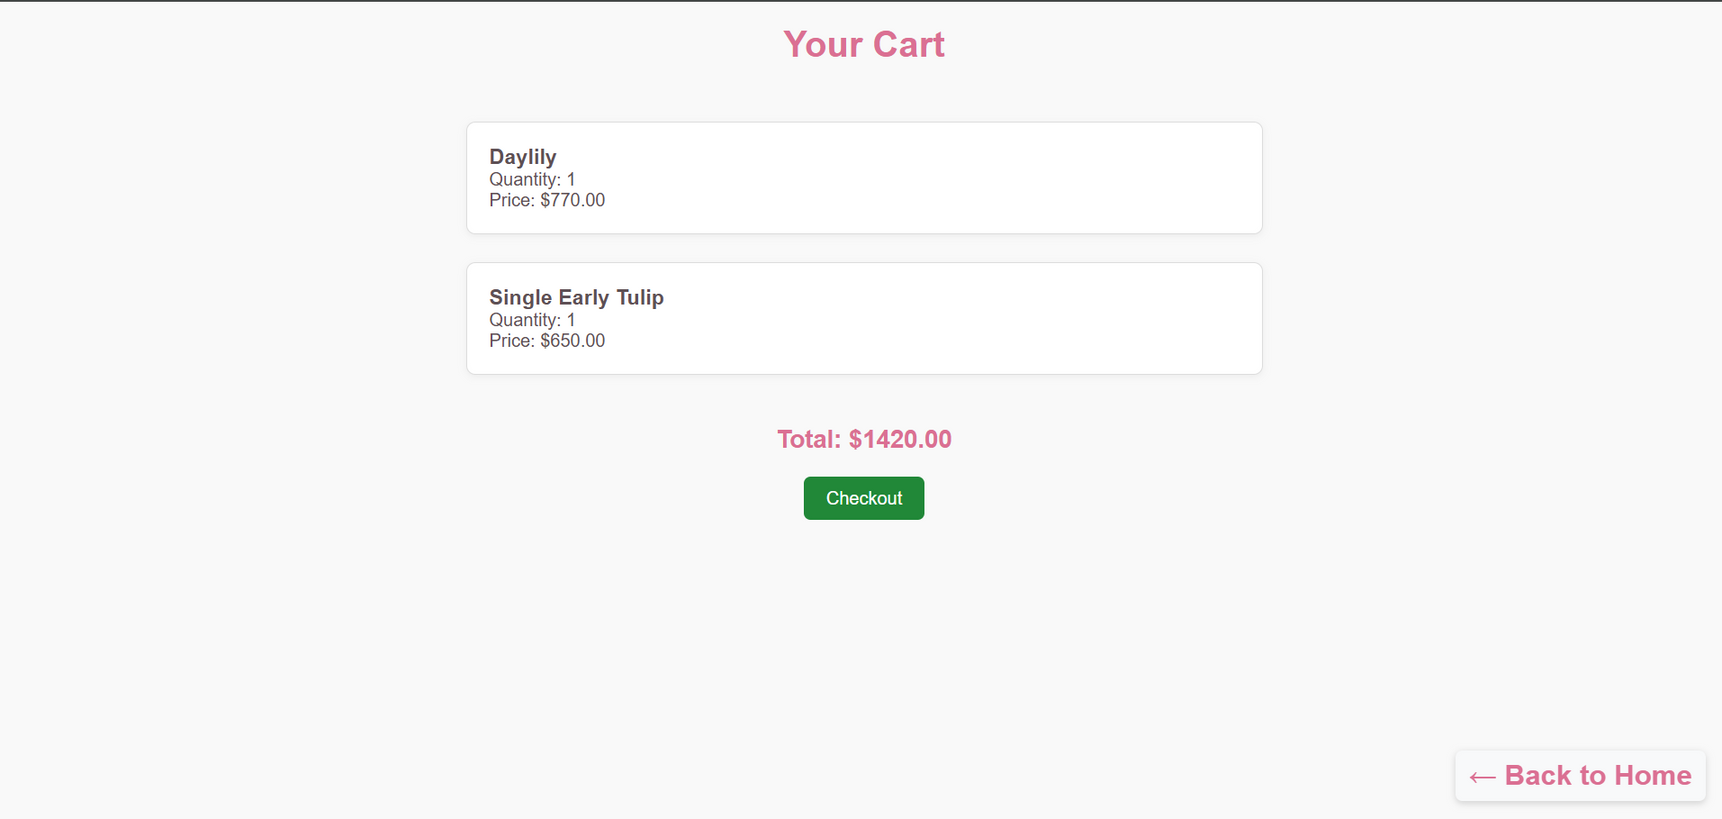 Your Cart
Daylily
Quantity: 1
Price: $770.00
Single Early Tulip
Quantity: 1
Price: $650.00
Total: $1420.00
Checkout
← Back to Home